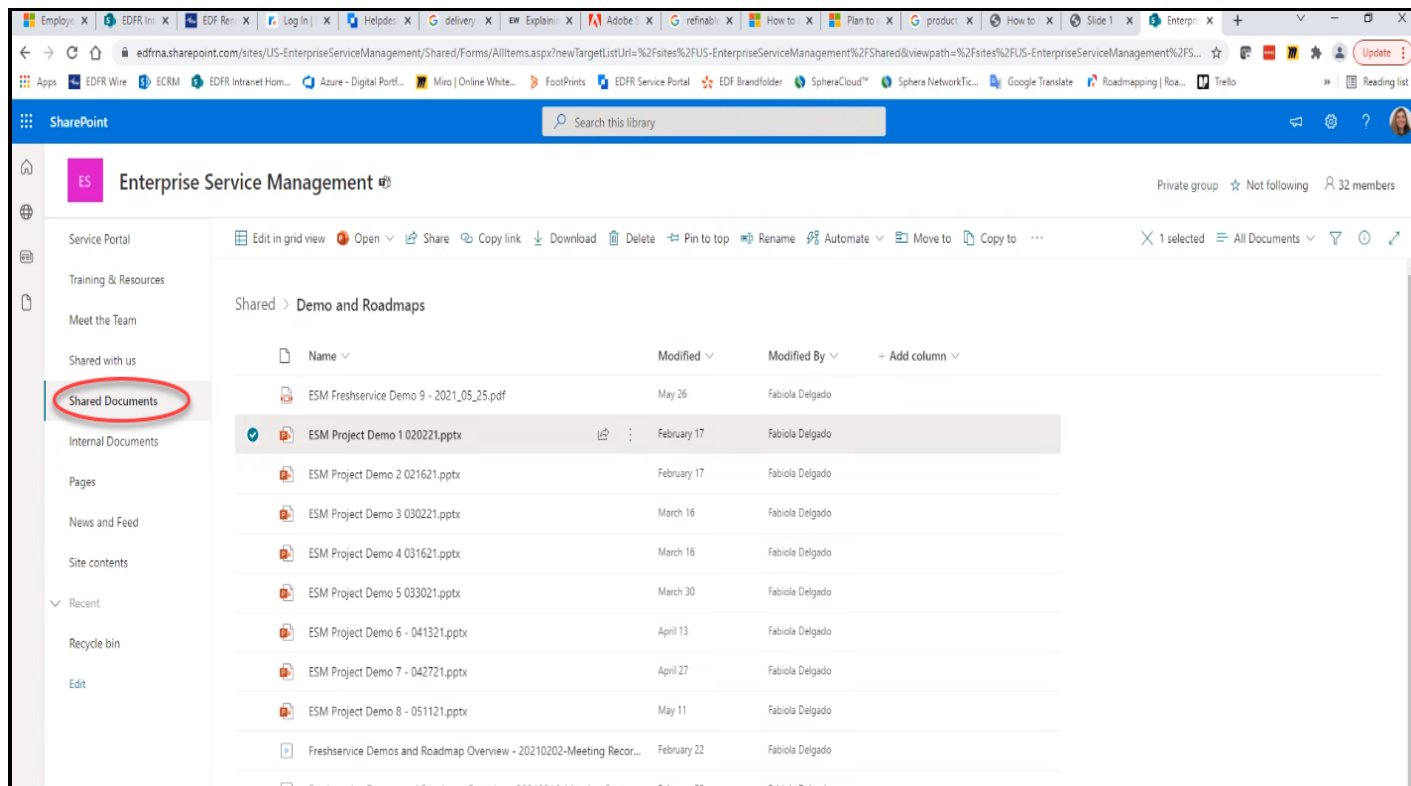 Employe X EDFR Int X EDF Ren X Log In | X Helpdes X delivery X EW Explainin X Adobe S X refinabl X How to X Plan to X product X How to X Slide 1 X Enterpri X +
edfrna.sharepoint.com/sites/US-EnterpriseServiceManagement/Shared/Forms/AllItems.aspx?newTargetListUrl=%2Fsites%2FUS-EnterpriseServiceManagement%2FShared&viewpath=%2Fsites%2FUS-EnterpriseServiceManagement%2FS... Update
Apps EDFR Wire ECRM EDFR Intranet Hom... Azure - Digital Portf... Miro | Online White... FootPrints EDFR Service Portal EDF Brandfolder SpheraCloud™ Sphera NetworkTic... Google Translate Roadmapping | Roa... Trello » Reading list
SharePoint Search this library ?
ES Enterprise Service Management Private group Not following 32 members
Service Portal Edit in grid view Open Share Copy link Download Delete Pin to top Rename Automate Move to Copy to ... X 1 selected All Documents
Training & Resources
Shared > Demo and Roadmaps
Meet the Team
Name Modified Modified By + Add column
Shared with us
Shared Documents ESM Freshservice Demo 9 - 2021_05_25.pdf May 26 Fabiola Delgado
Internal Documents ESM Project Demo 1 020221.pptx February 17 Fabiola Delgado
Pages ESM Project Demo 2 021621.pptx February 17 Fabiola Delgado
News and Feed ESM Project Demo 3 030221.pptx March 16 Fabiola Delgado
Site contents ESM Project Demo 4 031621.pptx March 16 Fabiola Delgado
Recent ESM Project Demo 5 033021.pptx March 30 Fabiola Delgado
Recycle bin ESM Project Demo 6 - 041321.pptx April 13 Fabiola Delgado
Edit ESM Project Demo 7 - 042721.pptx April 27 Fabiola Delgado
ESM Project Demo 8 - 051121.pptx May 11 Fabiola Delgado
Freshservice Demos and Roadmap Overview - 20210202-Meeting Recor... February 22 Fabiola Delgado